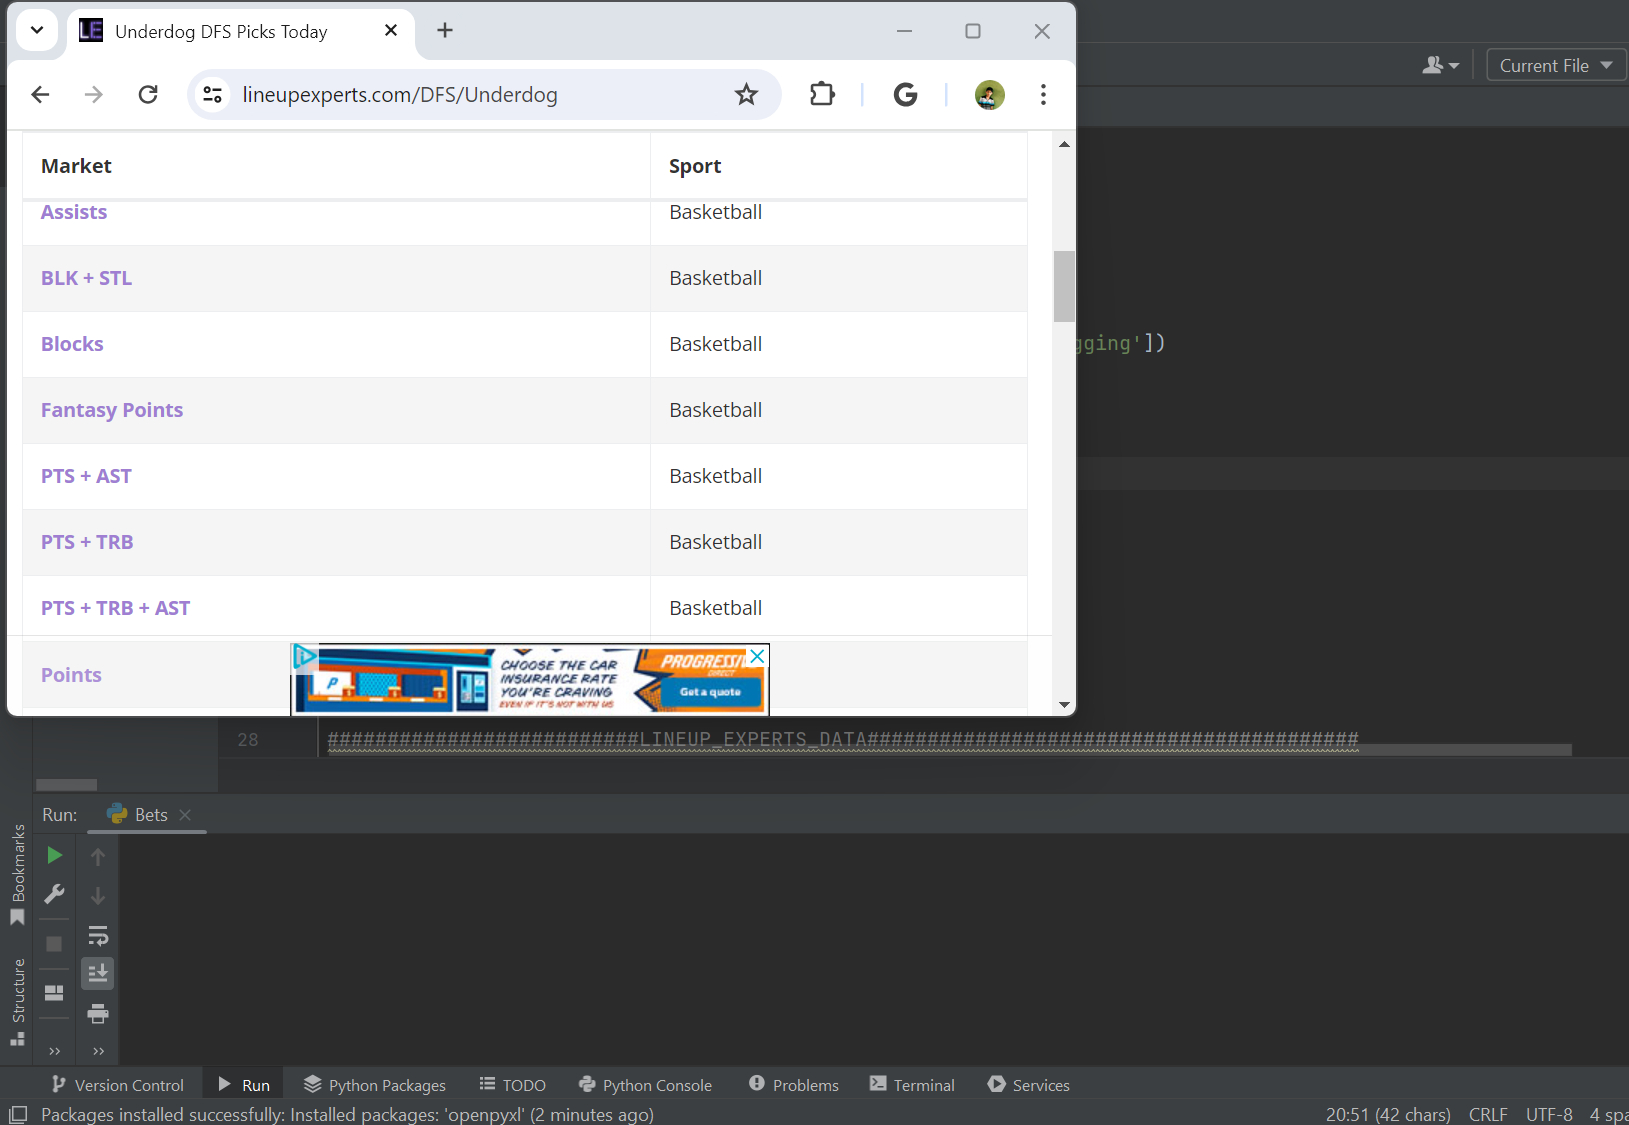 Underdog DFS Picks Today
lineupexperts.com/DFS/Underdog
Current File
Market Sport
Assists Basketball
BLK + STL Basketball
Blocks Basketball
gging'])
Fantasy Points Basketball
PTS + AST Basketball
PTS + TRB Basketball
PTS + TRB + AST Basketball
Points
P
CHOOSE THE CAR
INSURANCE RATE
YOU'RE CRAVING
EVEN IF IT'S NOT WITH US
PROGRESSIVE
DIRECT
Get a quote
28 ##########################LINEUP_EXPERTS_DATA#########################################
Run: Bets
Bookmarks
Structure
Version Control Run Python Packages TODO Python Console Problems Terminal Services
Packages installed successfully: Installed packages: 'openpyxl' (2 minutes ago) 20:51 (42 chars) CRLF UTF-8 4 spa